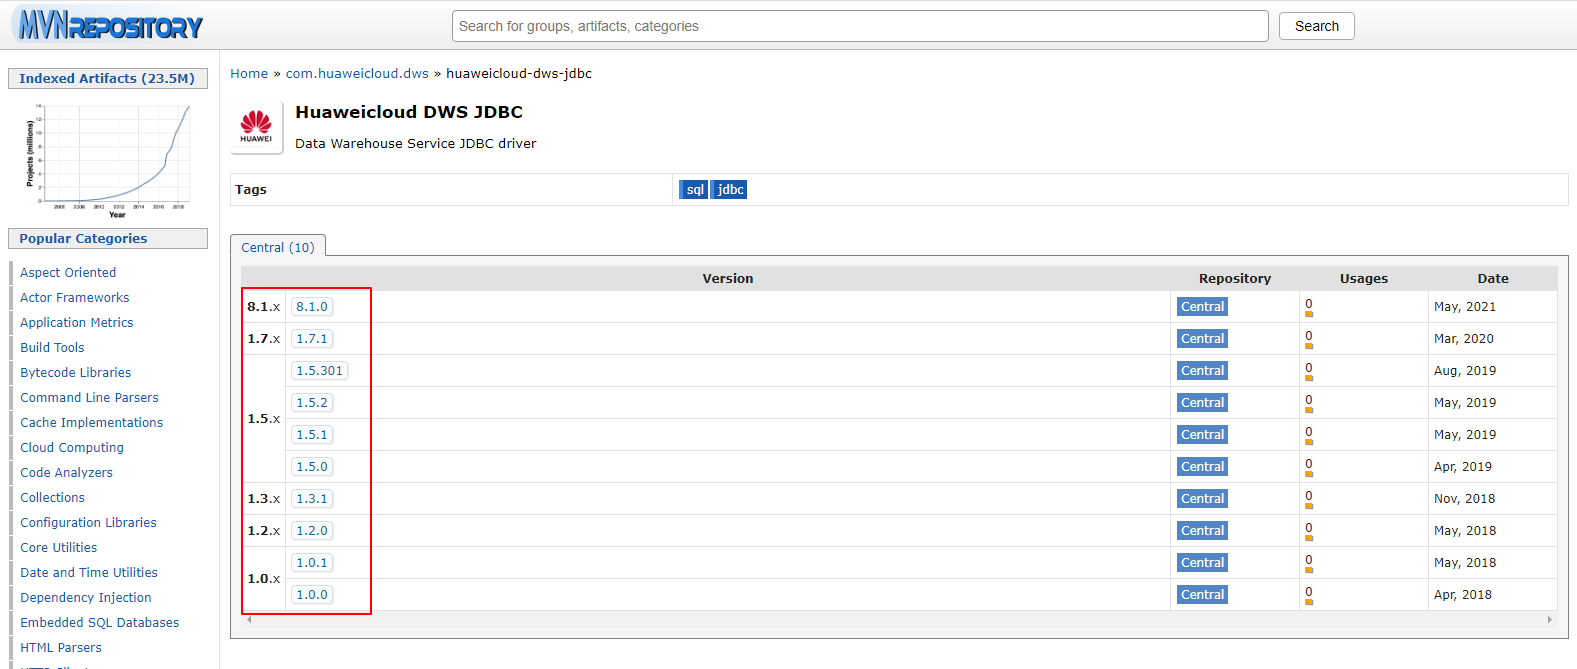 MVNREPOSITORY
Search for groups, artifacts, categories
Search
Indexed Artifacts (23.5M)
Projects (millions)
Year
Popular Categories
Aspect Oriented
Actor Frameworks
Application Metrics
Build Tools
Bytecode Libraries
Command Line Parsers
Cache Implementations
Cloud Computing
Code Analyzers
Collections
Configuration Libraries
Core Utilities
Date and Time Utilities
Dependency Injection
Embedded SQL Databases
HTML Parsers
Home » com.huaweicloud.dws » huaweicloud-dws-jdbc
HUAWEI
Huaweicloud DWS JDBC
Data Warehouse Service JDBC driver
Tags sql jdbc
Central (10)
Version Repository Usages Date
8.1.x 8.1.0 Central 0 May, 2021
1.7.x 1.7.1 Central 0 Mar, 2020
1.5.x
1.5.301 Central 0 Aug, 2019
1.5.2 Central 0 May, 2019
1.5.1 Central 0 May, 2019
1.5.0 Central 0 Apr, 2019
1.3.x 1.3.1 Central 0 Nov, 2018
1.2.x 1.2.0 Central 0 May, 2018
1.0.x
1.0.1 Central 0 May, 2018
1.0.0 Central 0 Apr, 2018